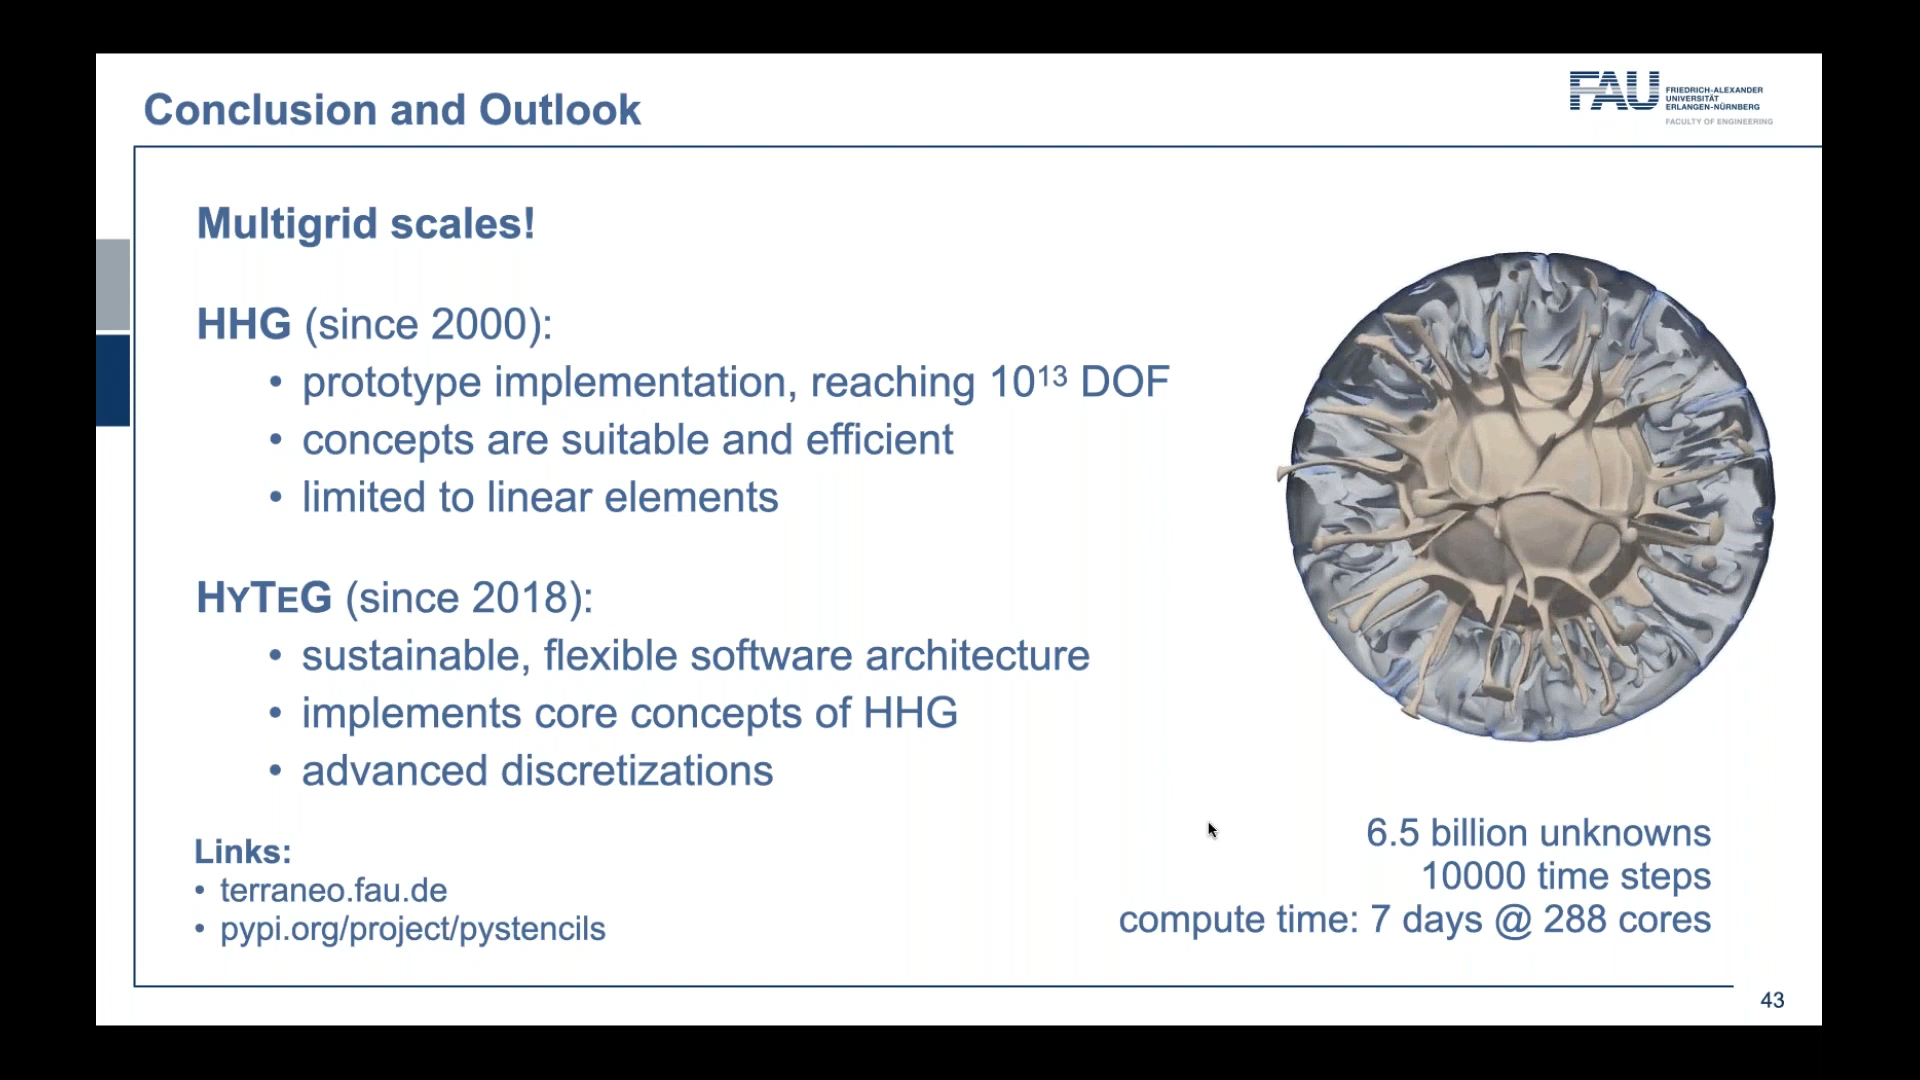 Conclusion and Outlook
FAU FRIEDRICH-ALEXANDER
UNIVERSITÄT
ERLANGEN-NÜRNBERG
FACULTY OF ENGINEERING
Multigrid scales!
HHG (since 2000):
• prototype implementation, reaching 10¹³ DOF
• concepts are suitable and efficient
• limited to linear elements
HYTEG (since 2018):
• sustainable, flexible software architecture
• implements core concepts of HHG
• advanced discretizations
Links:
• terraneo.fau.de
• pypi.org/project/pystencils
6.5 billion unknowns
10000 time steps
compute time: 7 days @ 288 cores
43